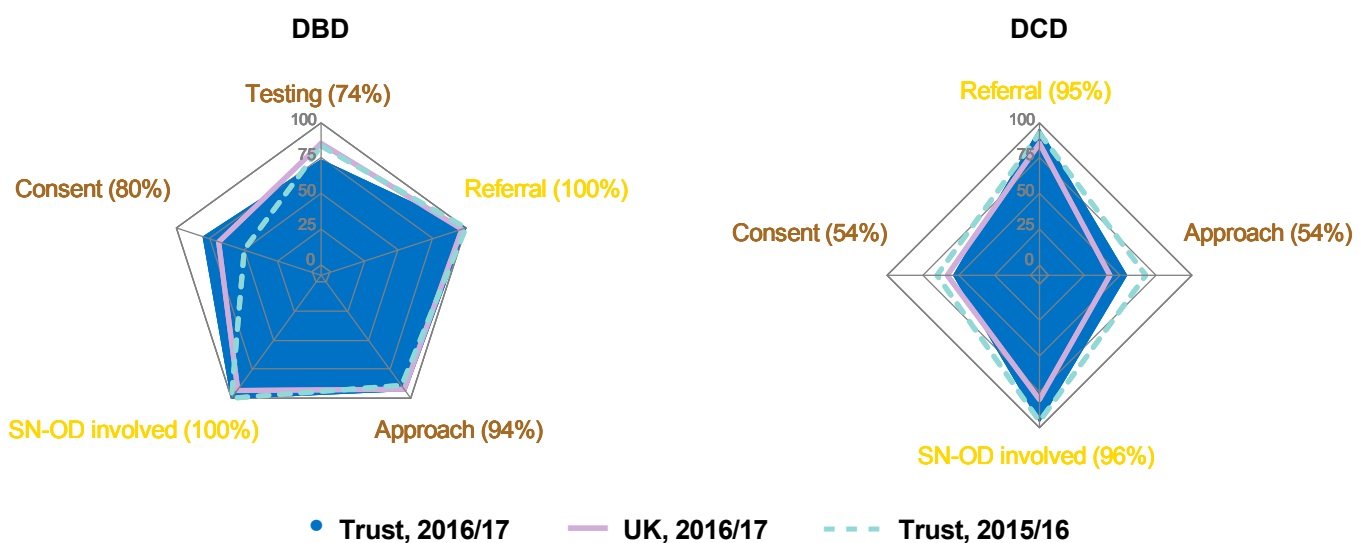 DBD
Testing (74%)
100
75
50
25
0
Consent (80%)
Referral (100%)
SN-OD involved (100%)
Approach (94%)
DCD
Referral (95%)
100
75
50
25
0
Consent (54%)
Approach (54%)
SN-OD involved (96%)
Trust, 2016/17
UK, 2016/17
Trust, 2015/16